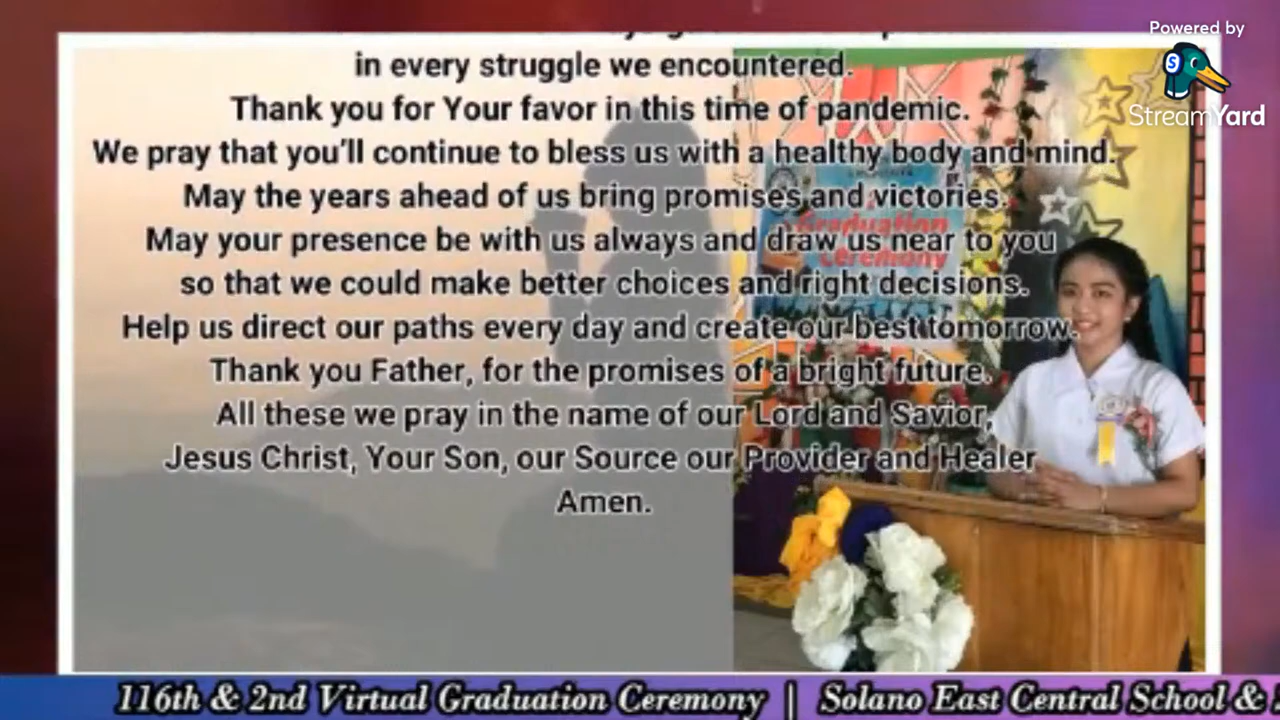 Powered by
StreamYard
in every struggle we encountered.
Thank you for Your favor in this time of pandemic.
We pray that you'll continue to bless us with a healthy body and mind.
May the years ahead of us bring promises and victories.
May your presence be with us always and draw us near to you
so that we could make better choices and right decisions.
Help us direct our paths every day and create our best tomorrow.
Thank you Father, for the promises of a bright future.
All these we pray in the name of our Lord and Savior,
Jesus Christ, Your Son, our Source our Provider and Healer
Amen.
Graduation
Ceremony
116th & 2nd Virtual Graduation Ceremony | Solano East Central School &